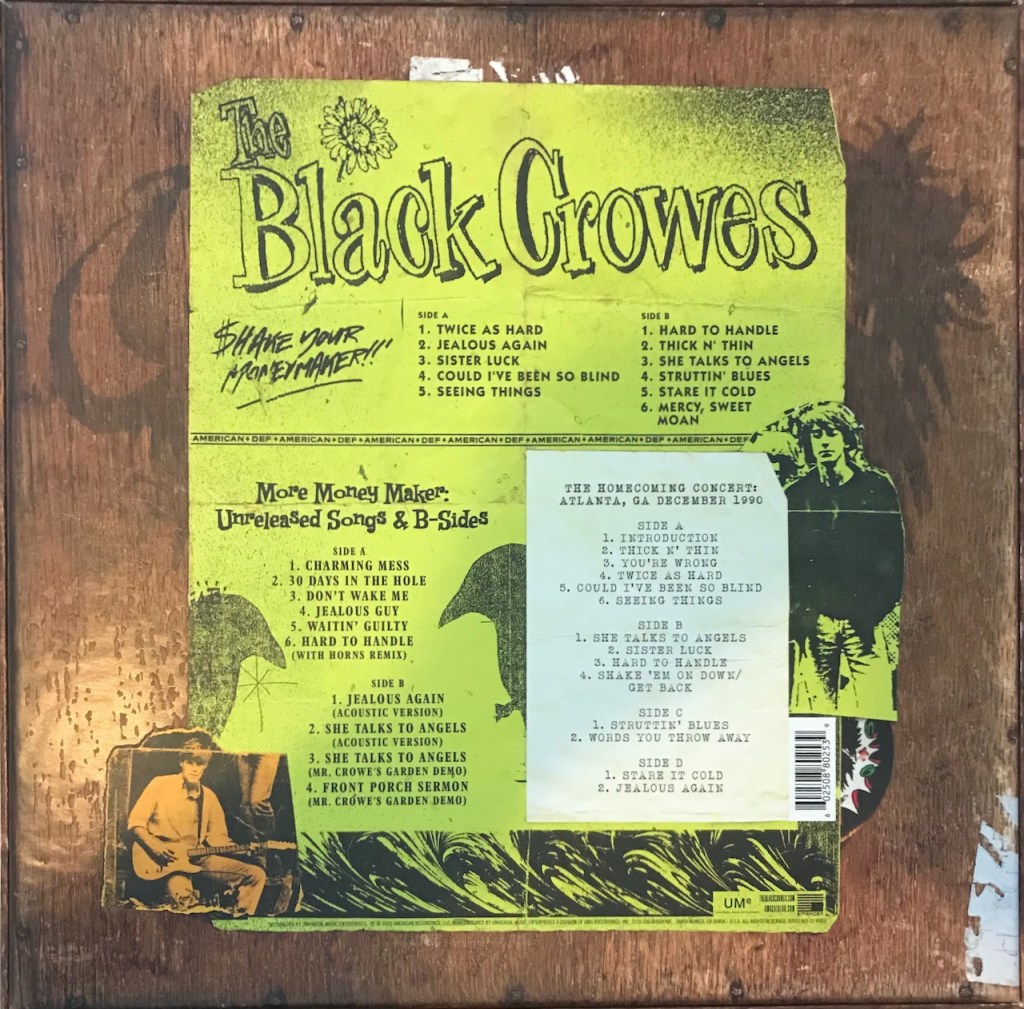 The
Black Crowes
$HAKE YOUR
MONEYMAKER!!!
SIDE A
1. TWICE AS HARD
2. JEALOUS AGAIN
3. SISTER LUCK
4. COULD I'VE BEEN SO BLIND
5. SEEING THINGS
SIDE B
1. HARD TO HANDLE
2. THICK N' THIN
3. SHE TALKS TO ANGELS
4. STRUTTIN' BLUES
5. STARE IT COLD
6. MERCY, SWEET
MOAN
AMERICAN ★ DEF ★ AMERICAN ★ DEF ★ AMERICAN ★ DEF ★ AMERICAN ★ DEF ★ AMERICAN ★ DEF ★ AMERICAN ★ DEF ★ AMERICAN ★ DEF
More Money Maker:
Unreleased Songs & B-Sides
SIDE A
1. CHARMING MESS
2. 30 DAYS IN THE HOLE
3. DON'T WAKE ME
4. JEALOUS GUY
5. WAITIN' GUILTY
6. HARD TO HANDLE
(WITH HORNS REMIX)
SIDE B
1. JEALOUS AGAIN
(ACOUSTIC VERSION)
2. SHE TALKS TO ANGELS
(ACOUSTIC VERSION)
3. SHE TALKS TO ANGELS
(MR. CROWE'S GARDEN DEMO)
4. FRONT PORCH SERMON
(MR. CROWE'S GARDEN DEMO)
THE HOMECOMING CONCERT:
ATLANTA, GA DECEMBER 1990
SIDE A
1. INTRODUCTION
2. THICK N' THIN
3. YOU'RE WRONG
4. TWICE AS HARD
5. COULD I'VE BEEN SO BLIND
6. SEEING THINGS
SIDE B
1. SHE TALKS TO ANGELS
2. SISTER LUCK
3. HARD TO HANDLE
4. SHAKE 'EM ON DOWN/
GET BACK
SIDE C
1. STRUTTIN' BLUES
2. WORDS YOU THROW AWAY
SIDE D
1. STARE IT COLD
2. JEALOUS AGAIN
6 02508 80253 9
UMe